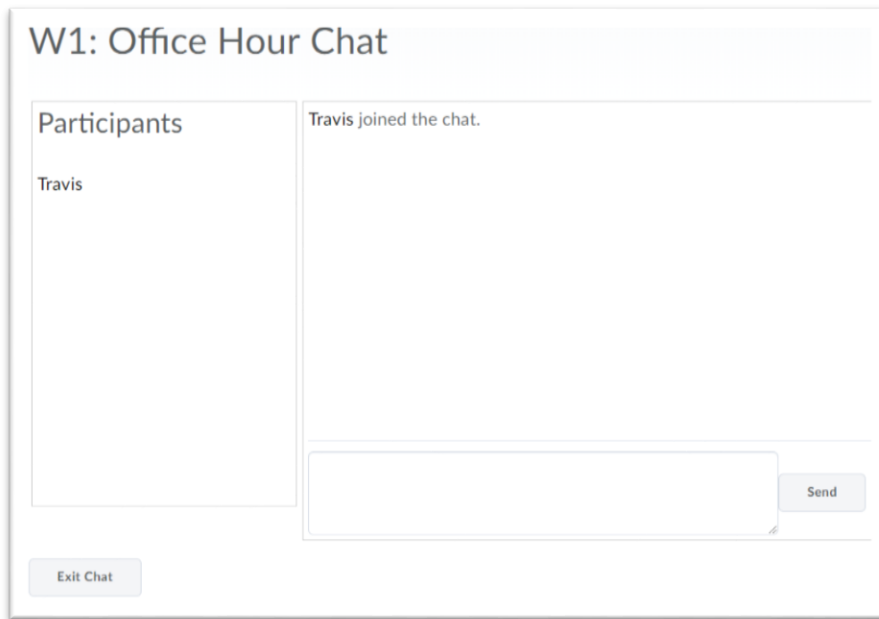 W1: Office Hour Chat
Participants
Travis
Travis joined the chat.
Send
Exit Chat